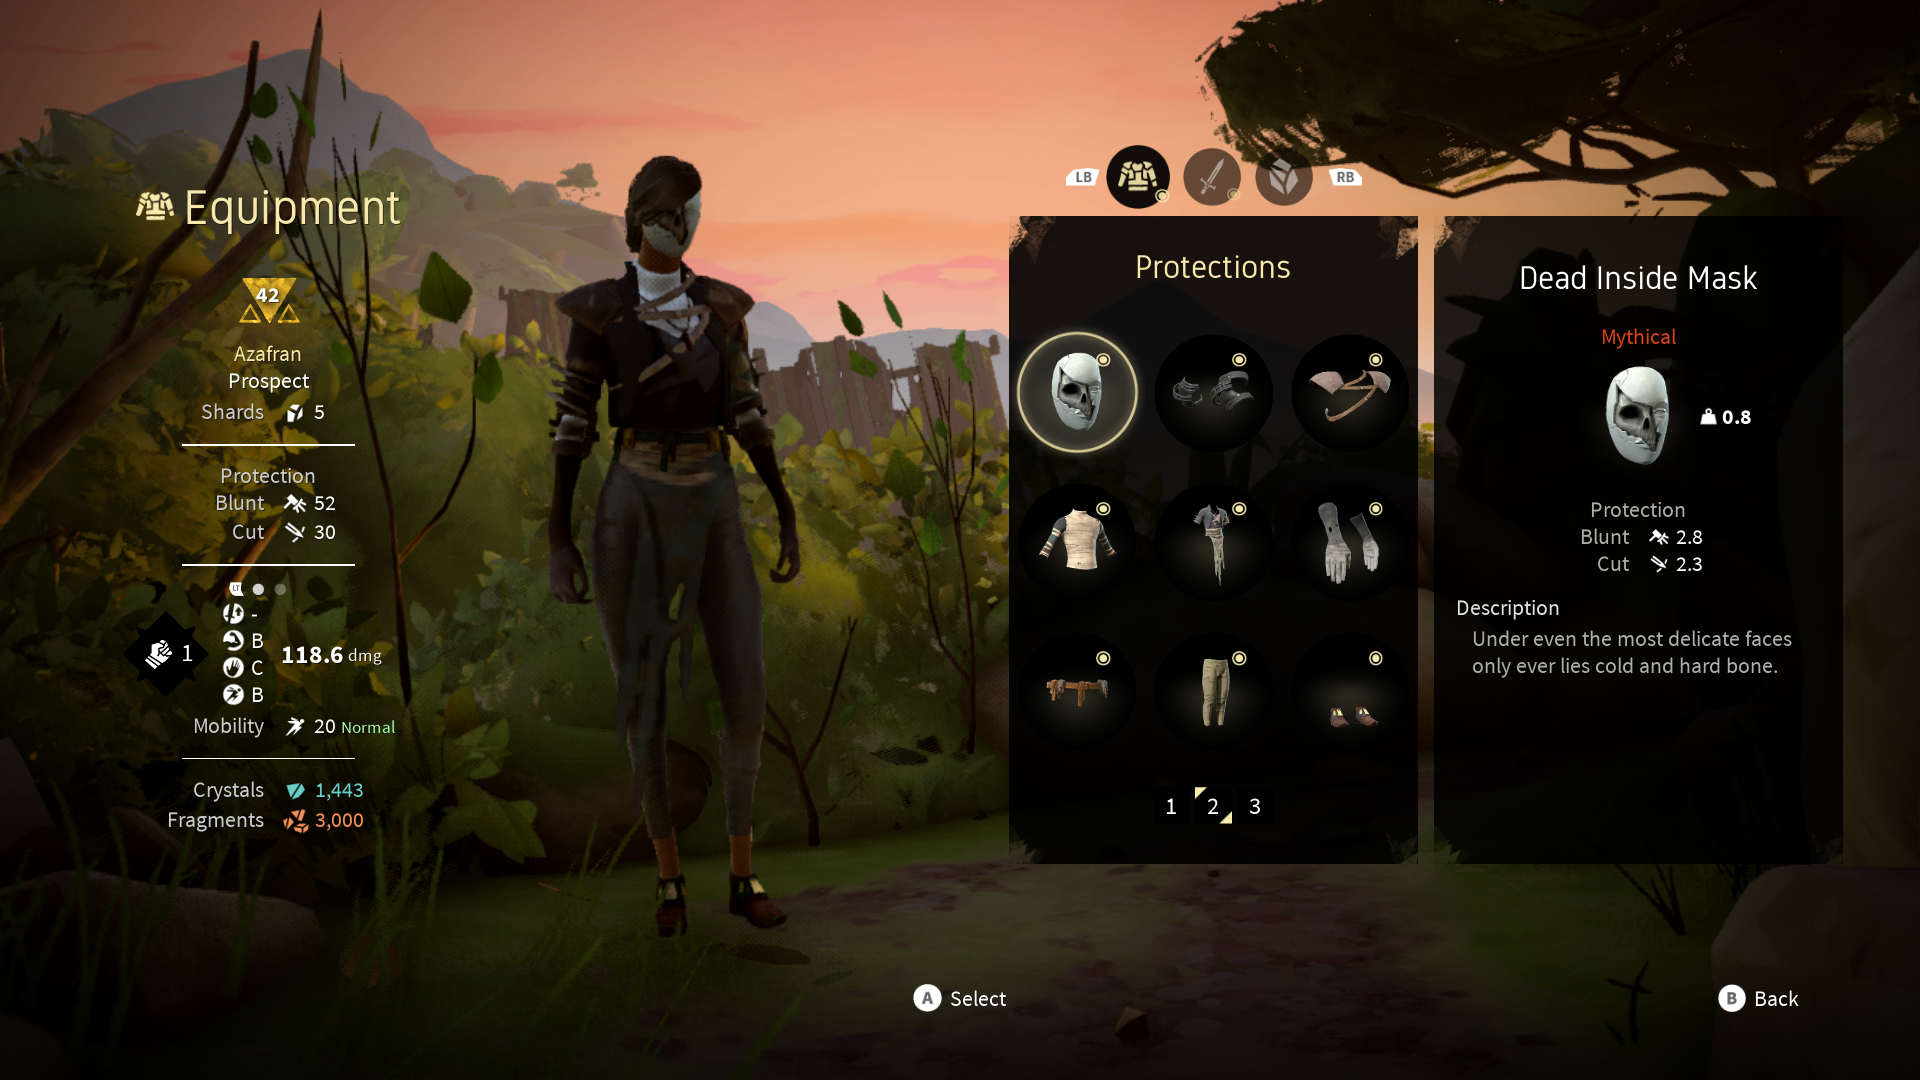 Equipment
42
Azafran
Prospect
Shards 5
Protection
Blunt 52
Cut 30
LT
-
B
1
118.6 dmg
C
B
Mobility 20 Normal
Crystals 1,443
Fragments 3,000
LB RB
Protections
1 2 3
Dead Inside Mask
Mythical
0.8
Protection
Blunt 2.8
Cut 2.3
Description
Under even the most delicate faces
only ever lies cold and hard bone.
A Select
B Back